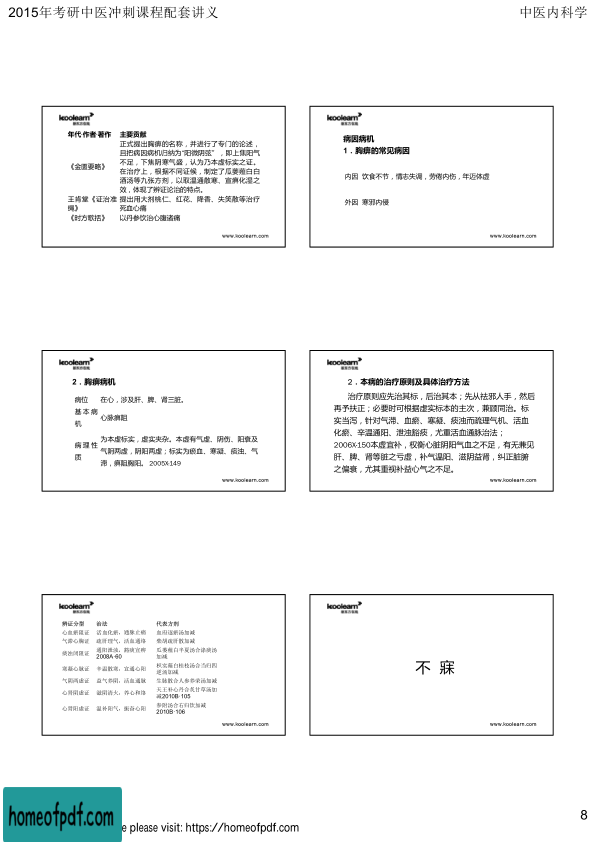 2015年考研中医冲刺课程配套讲义
中医内科学
koolearn
新东方在线
年代·作者·著作 主要贡献
《金匮要略》
正式提出胸痹的名称，并进行了专门的论述，
且把病因病机归纳为“阳微阴弦”，即上焦阳气
不足，下焦阴寒气盛，认为乃本虚标实之证。
在治疗上，根据不同证候，制定了瓜蒌薤白白
酒汤等九张方剂，以取温通散寒、宣痹化湿之
效，体现了辨证论治的特点。
王肯堂《证治准 提出用大剂桃仁、红花、降香、失笑散等治疗
绳》 死血心痛
《时方歌括》 以丹参饮治心腹诸痛
www.koolearn.com
koolearn
新东方在线
病因病机
1．胸痹的常见病因
内因 饮食不节，情志失调，劳倦内伤，年迈体虚
外因 寒邪内侵
www.koolearn.com
koolearn
新东方在线
2．胸痹病机
病位 在心，涉及肝、脾、肾三脏。
基本病
机
心脉痹阻
病理性
质
为本虚标实，虚实夹杂。本虚有气虚、阴伤、阳衰及
气阴两虚，阴阳两虚；标实为瘀血、寒凝、痰浊、气
滞，痹阻胸阳。 2005X-149
www.koolearn.com
koolearn
新东方在线
2．本病的治疗原则及具体治疗方法
治疗原则应先治其标，后治其本；先从祛邪人手，然后
再予扶正；必要时可根据虚实标本的主次，兼顾同治。标
实当泻，针对气滞、血瘀、寒凝、痰浊而疏理气机、活血
化瘀、辛温通阳、泄浊豁痰，尤重活血通脉治法；
2006X-150本虚宜补，权衡心脏阴阳气血之不足，有无兼见
肝、脾、肾等脏之亏虚，补气温阳、滋阴益肾，纠正脏腑
之偏衰，尤其重视补益心气之不足。
www.koolearn.com
koolearn
新东方在线
辨证分型 治法 代表方剂
心血瘀阻证 活血化瘀，通脉止痛 血府逐瘀汤加减
气滞心胸证 疏肝理气，活血通络 柴胡疏肝散加减
痰浊闭阻证 通阳泄浊，豁痰宣痹 2008A-60 瓜蒌薤白半夏汤合涤痰汤
加减
寒凝心脉证 辛温散寒，宣通心阳 枳实薤白桂枝汤合当归四
逆汤加减
气阴两虚证 益气养阴，活血通脉 生脉散合人参养荣汤加减
心肾阴虚证 滋阴清火，养心和络 天王补心丹合炙甘草汤加
减2010B-105
心肾阳虚证 温补阳气，振奋心阳 参附汤合右归饮加减
2010B-106
www.koolearn.com
koolearn
新东方在线
不 寐
www.koolearn.com
8
homeofpdf.com
e please visit: https://homeofpdf.com